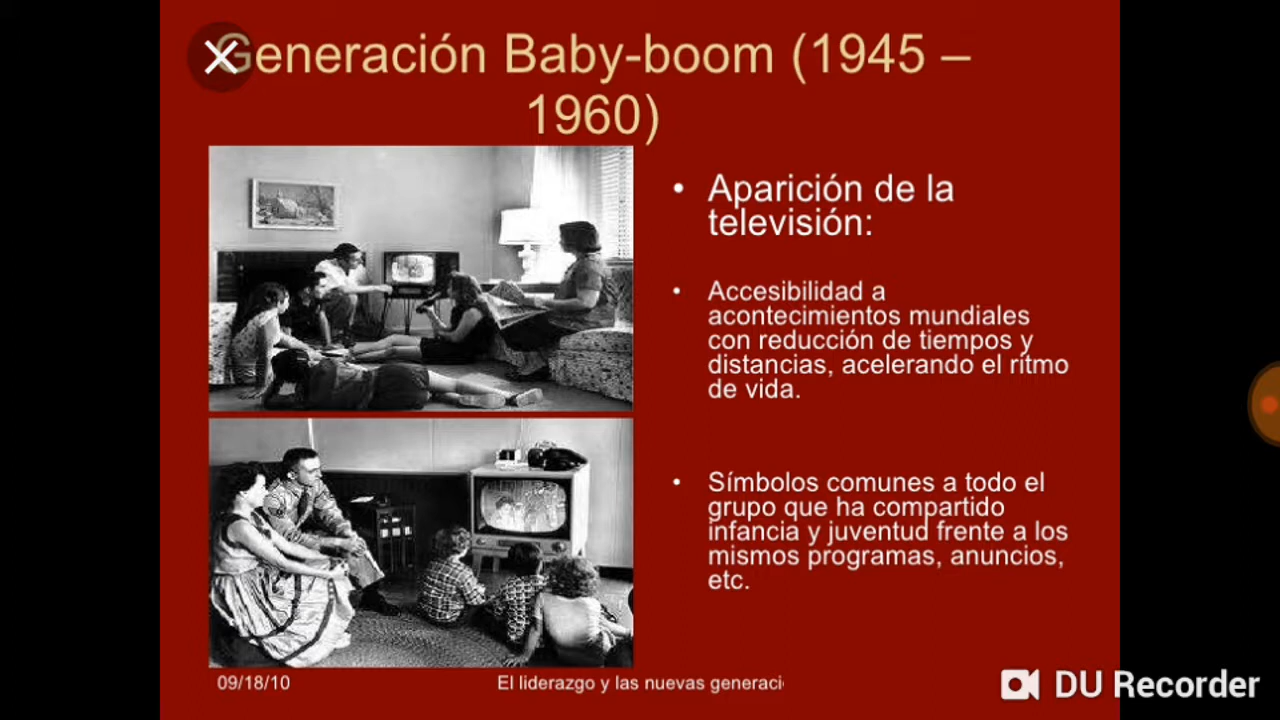 Generación Baby-boom (1945 –
1960)
• Aparición de la
televisión:
• Accesibilidad a
acontecimientos mundiales
con reducción de tiempos y
distancias, acelerando el ritmo
de vida.
• Símbolos comunes a todo el
grupo que ha compartido
infancia y juventud frente a los
mismos programas, anuncios,
etc.
09/18/10
El liderazgo y las nuevas generaci
DU Recorder